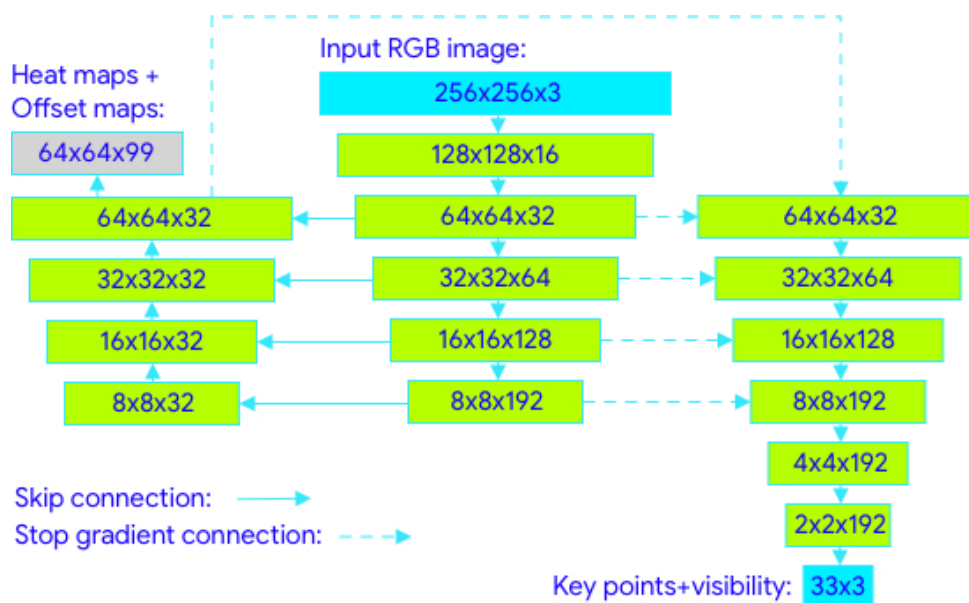 Input RGB image:
256x256x3
Heat maps +
Offset maps:
64x64x99
128x128x16
64x64x32
64x64x32
64x64x32
32x32x32
32x32x64
32x32x64
16x16x32
16x16x128
16x16x128
8x8x32
8x8x192
8x8x192
4x4x192
Skip connection:
Stop gradient connection:
2x2x192
Key points+visibility:
33x3